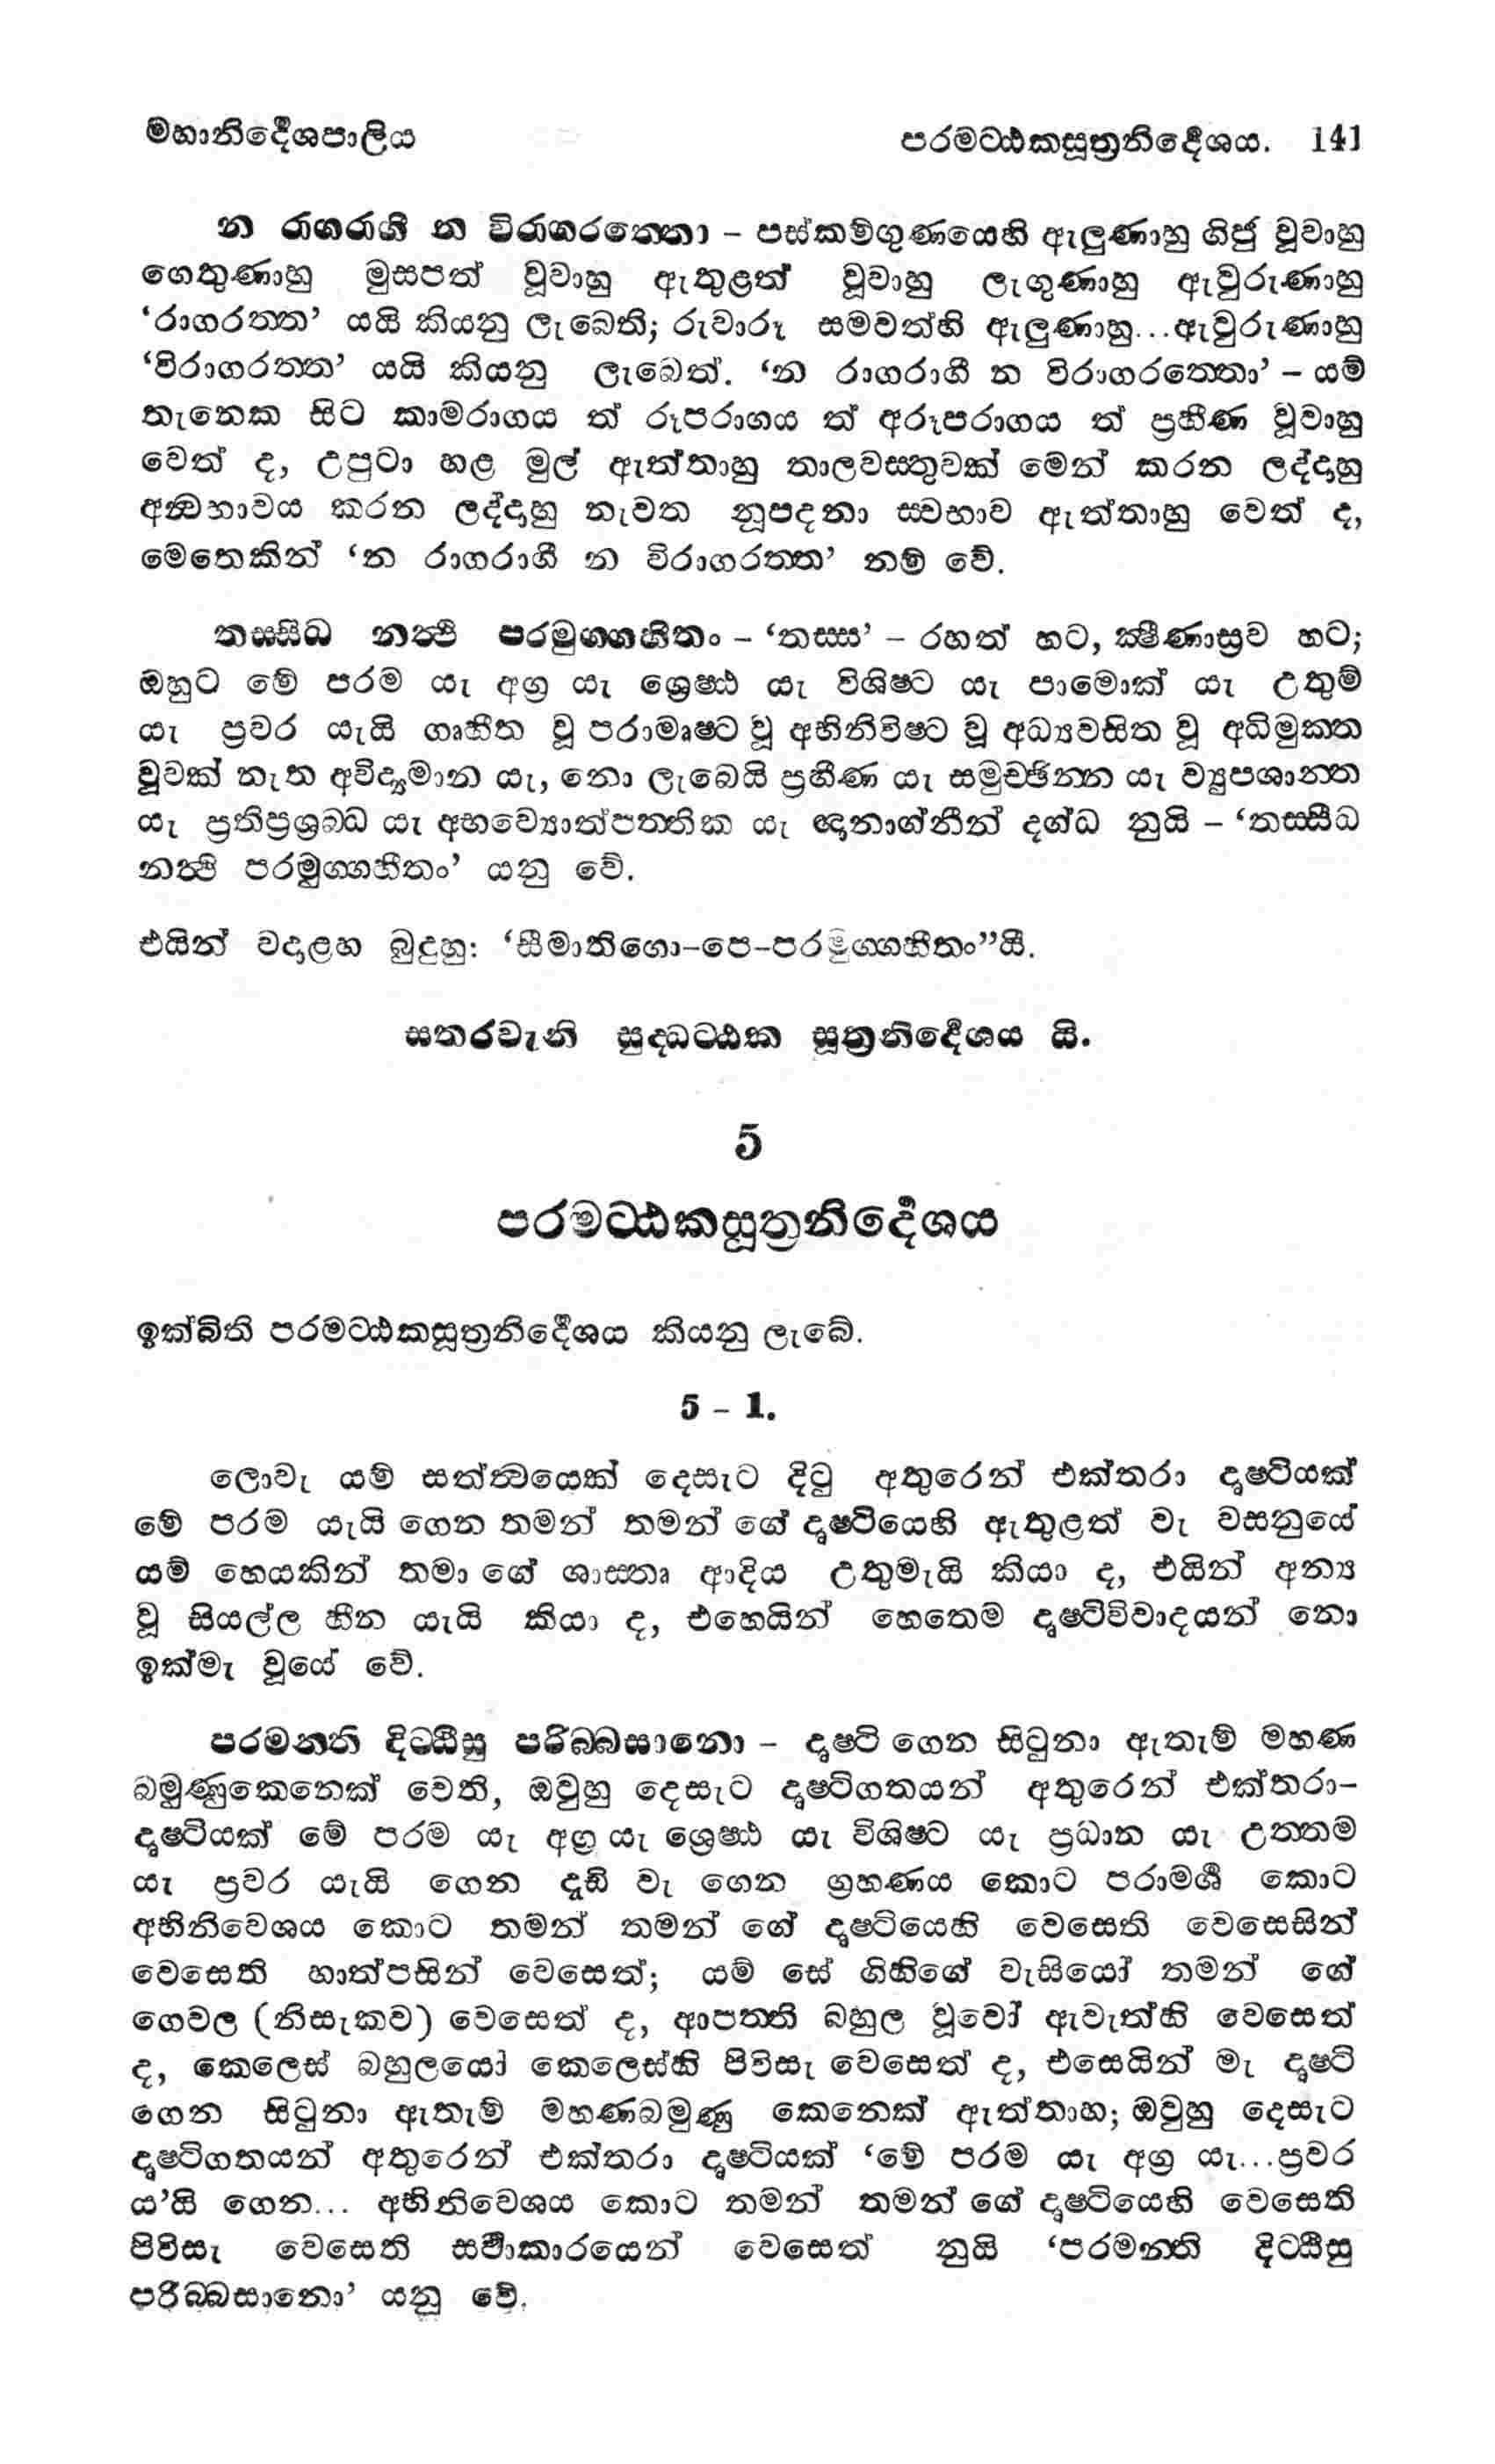 මහානිර්‍දේශපාලිය
පරමට්ඨකසූත්‍රනිර්‍දේශය. 141
න රාගරාගී න විරාගරත්තො – පස්කම්ගුණයෙහි ඇලුණාහු ගිජු වූවාහු
ගෙතුණාහු මුසපත් වූවාහු ඇතුළත් වූවාහු ලැගුණාහු ඇවුරුණාහු
‘රාගරත්ත’ යයි කියනු ලැබෙති; රුවාරූ සමවත්හි ඇලුණාහු...ඇවුරුණාහු
‘විරාගරත්ත’ යයි කියනු ලැබෙත්. ‘න රාගරාගී න විරාගරත්තො’ – යම්
තැනෙක සිට කාමරාගය ත් රූපරාගය ත් අරූපරාගය ත් ප්‍රහීණ වූවාහු
වෙත් ද, උපුටා හළ මුල් ඇත්තාහු තාලවස්තුවක් මෙන් කරන ලද්දාහු
අන්‍වභාවය කරන ලද්දාහු නැවත නූපදනා ස්වභාව ඇත්තාහු වෙත් ද,
මෙතෙකින් ‘න රාගරාගී න විරාගරත්ත’ නම් වේ.
තස්සීධ නත්‍ථි පරමුග්ගහීතං – ‘තස්ස’ – රහත් හට, ක්‍ෂීණාස්‍රව හට;
ඔහුට මේ පරම යැ අග්‍ර යැ ශ්‍රෙෂ්ඨ යැ විශිෂ්ට යැ පාමොක් යැ උතුම්
යැ ප්‍රවර යැයි ගෘහීත වූ පරාමෘෂ්ට වූ අභිනිවිෂ්ට වූ අධ්‍යවසිත වූ අධිමුක්ත
වූවක් නැත අවිද්‍යමාන යැ, නො ලැබෙයි ප්‍රහීණ යැ සමුච්ඡින්න යැ ව්‍යුපශාන්ත
යැ ප්‍රතිප්‍රශ්‍රබ්ධ යැ අභව්‍යොත්පත්තික යැ ඥානාග්නීන් දග්ධ නුයි – ‘තස්සීධ
නත්‍ථි පරමුග්ගහීතං’ යනු වේ.
එයින් වදාළහ බුදුහු: ‘සීමාතිගො–පෙ–පරමුග්ගහීතං”යී.
සතරවැනි සුද්ධට්ඨක සූත්‍රනිර්‍දේශය යි.
5
පරමට්ඨකසූත්‍රනිර්‍දේශය
ඉක්බිති පරමට්ඨකසූත්‍රනිර්‍දේශය කියනු ලැබේ.
5 – 1.
ලොවැ යම් සත්ත්‍වයෙක් දෙසැට දිටු අතුරෙන් එක්තරා දෘෂ්ටියක්
මේ පරම යැයි ගෙන තමන් තමන් ගේ දෘෂ්ටියෙහි ඇතුළත් වැ වසනුයේ
යම් හෙයකින් තමා ගේ ශාස්තෘ ආදිය උතුමැයි කියා ද, එයින් අන්‍ය
වූ සියල්ල හීන යැයි කියා ද, එහෙයින් හෙතෙම දෘෂ්ටිවිවාදයන් නො
ඉක්මැ වූයේ වේ.
පරමන්ති දිට්ඨීසු පරිබ්බසානො – දෘෂ්ටි ගෙන සිටුනා ඇතැම් මහණ
බමුණුකෙනෙක් වෙති, ඔවුහු දෙසැට දෘෂ්ටිගතයන් අතුරෙන් එක්තරා–
දෘෂ්ටියක් මේ පරම යැ අග්‍ර යැ ශ්‍රෙෂ්ඨ යැ විශිෂ්ට යැ ප්‍රධාන යැ උත්තම
යැ ප්‍රවර යැයි ගෙන දැඩි වැ ගෙන ග්‍රහණය කොට පරාමර්‍ශ කොට
අභිනිවෙශය කොට තමන් තමන් ගේ දෘෂ්ටියෙහි වෙසෙති වෙසෙසින්
වෙසෙති හාත්පසින් වෙසෙත්; යම් සේ ගිහිගේ වැසියෝ තමන් ගේ
ගෙවල (නිසැකව) වෙසෙත් ද, ආපත්ති බහුල වූවෝ ඇවැත්හි වෙසෙත්
ද, කෙලෙස් බහුලයෝ කෙලෙස්හි පිවිසැ වෙසෙත් ද, එසෙයින් මැ දෘෂ්ටි
ගෙන සිටුනා ඇතැම් මහණබමුණු කෙනෙක් ඇත්තාහ; ඔවුහු දෙසැට
දෘෂ්ටිගතයන් අතුරෙන් එක්තරා දෘෂ්ටියක් ‘මේ පරම යැ අග්‍ර යැ...ප්‍රවර
ය’යි ගෙන... අභිනිවෙශය කොට තමන් තමන් ගේ දෘෂ්ටියෙහි වෙසෙති
පිවිසැ වෙසෙති සර්‍වාකාරයෙන් වෙසෙත් නුයි ‘පරමන්ති දිට්ඨීසු
පරිබ්බසානො’ යනු වේ.